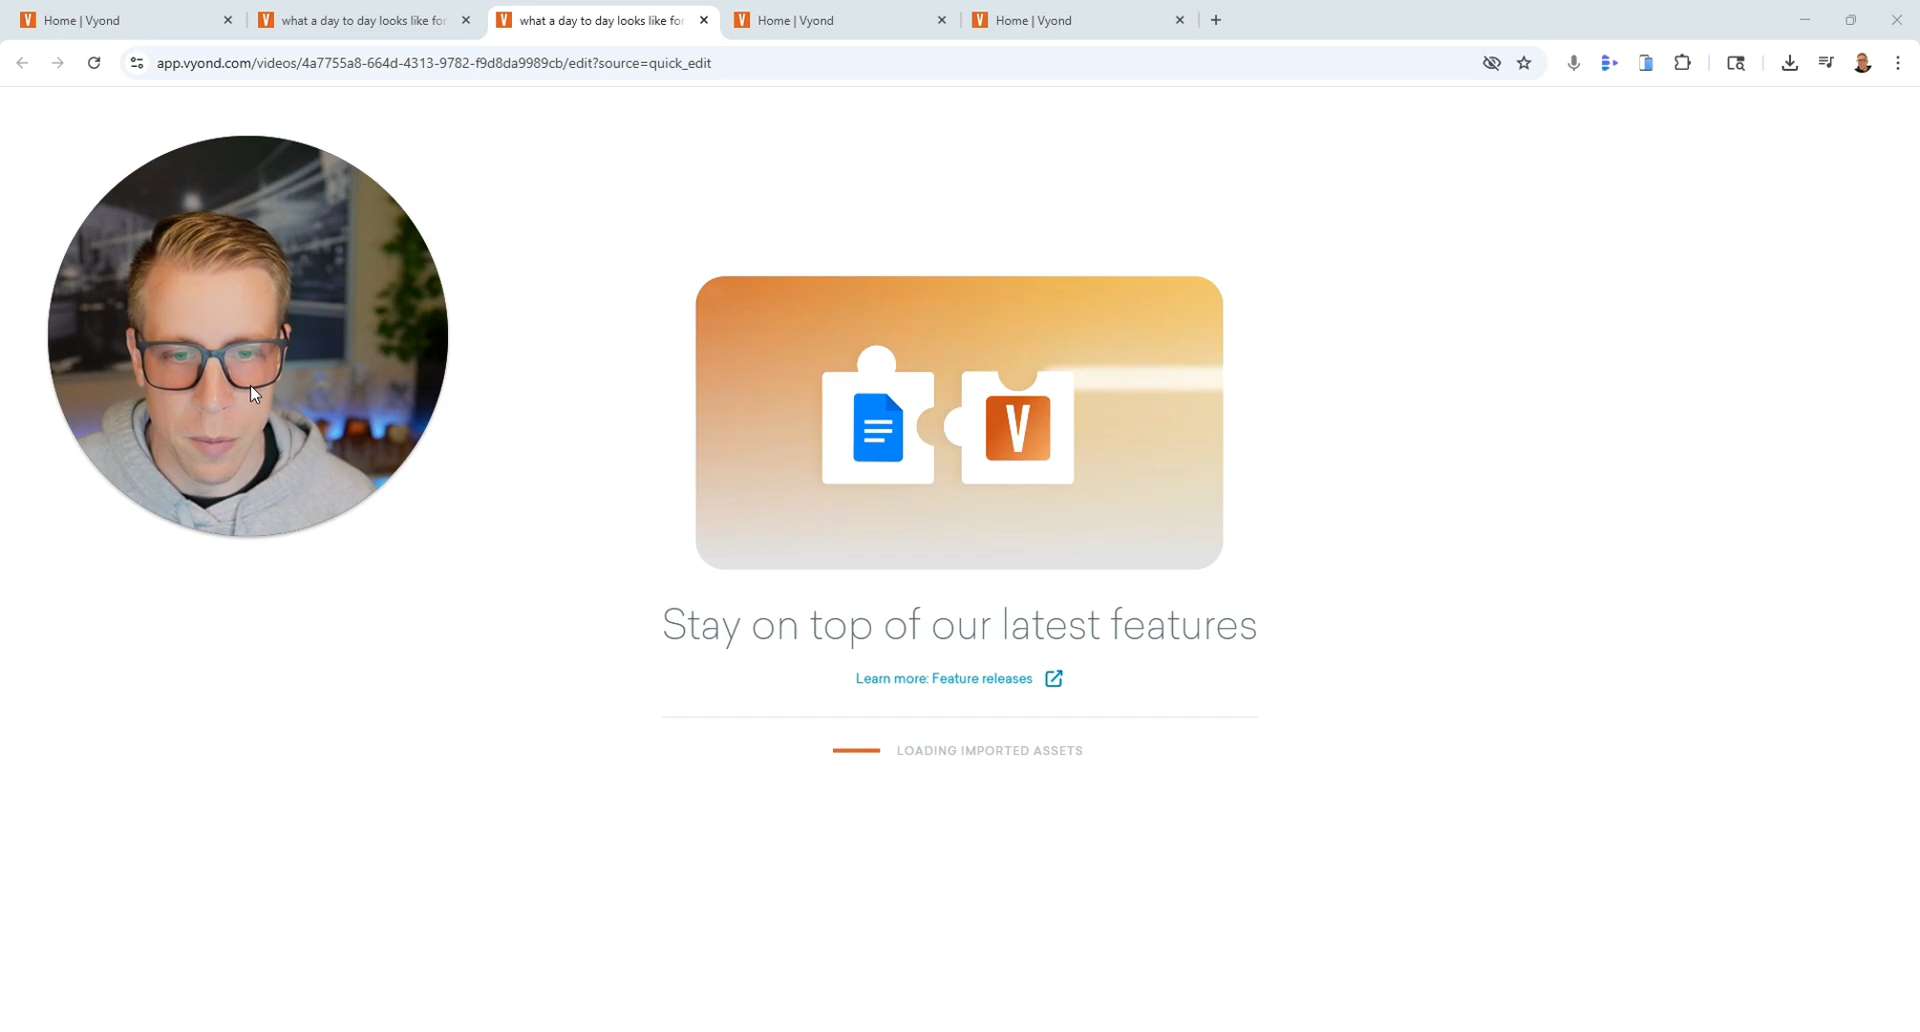 Home | Vyond
what a day to day looks like for
what a day to day looks like for
Home | Vyond
Home | Vyond
app.vyond.com/videos/4a7755a8-664d-4313-9782-f9d8da9989cb/edit?source=quick_edit
Stay on top of our latest features
Learn more: Feature releases
LOADING IMPORTED ASSETS